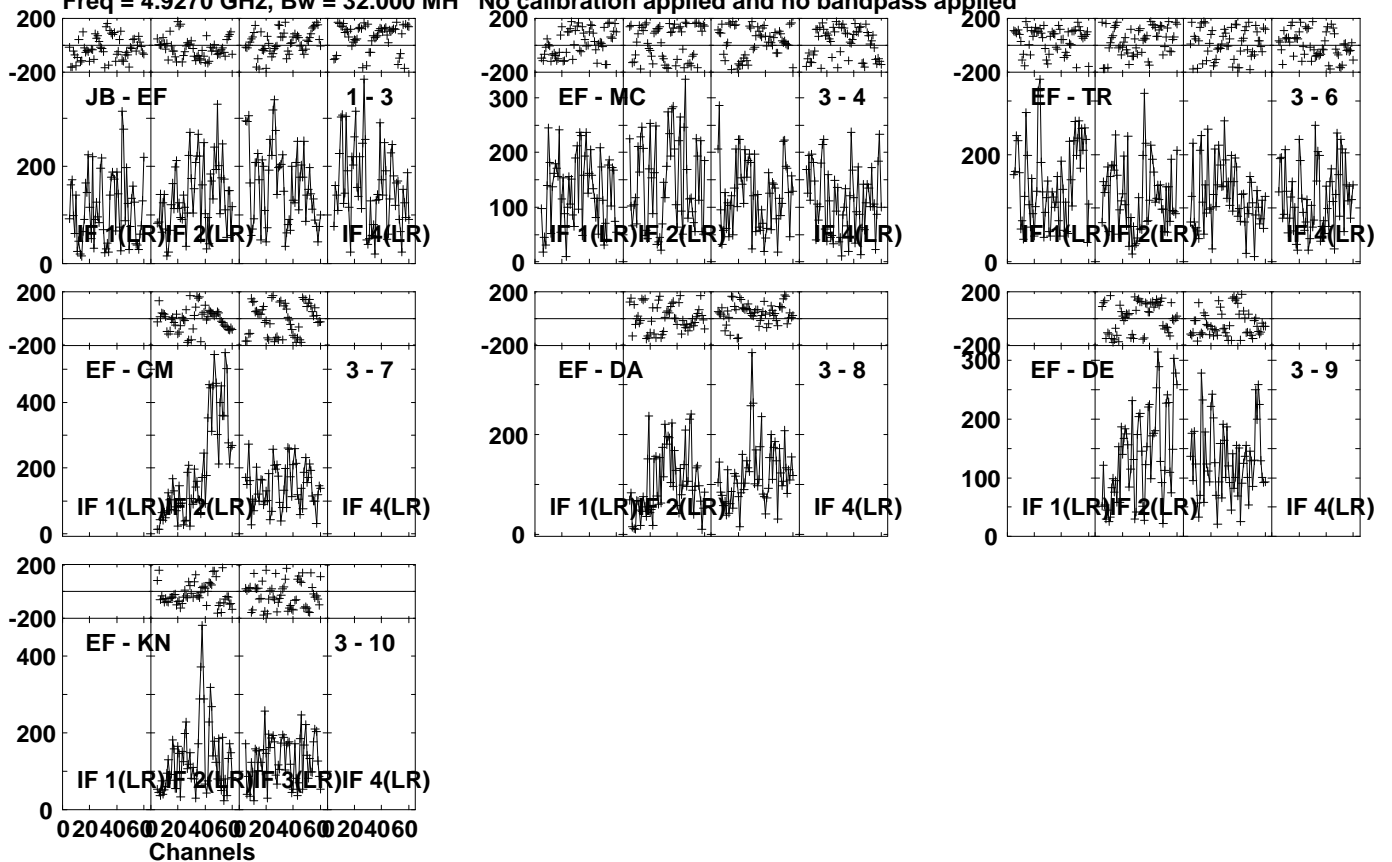 Freq = 4.9270 GHz, Bw = 32.000 MH No calibration applied and no bandpass applied
200 200 200
-200 -200 -200
JB - EF 1 - 3 EF - MC 3 - 4 EF - TR 3 - 6
300
200 200 200
100
IF 1(LR) IF 2(LR) IF 4(LR) IF 1(LR) IF 2(LR) IF 4(LR) IF 1(LR) IF 2(LR) IF 4(LR)
0 0 0
200 200 200
-200 -200 -200
EF - CM 3 - 7 EF - DA 3 - 8 EF - DE 3 - 9
300
400
200 200 200
100
IF 1(LR) IF 2(LR) IF 4(LR) IF 1(LR) IF 2(LR) IF 4(LR) IF 1(LR) IF 2(LR) IF 4(LR)
0 0 0
200
-200
EF - KN 3 - 10
400
200
IF 1(LR) IF 2(LR) IF 3(LR) IF 4(LR)
0
0 20 40 60 0 20 40 60 0 20 40 60 0 20 40 60
Channels